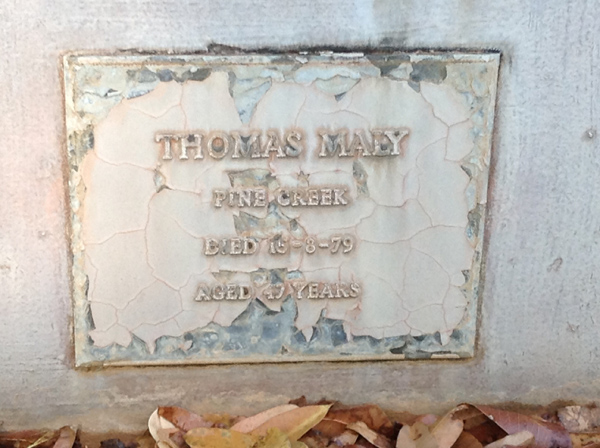 THOMAS MALY
PINE CREEK
DIED 15-8-79
AGED 47 YEARS